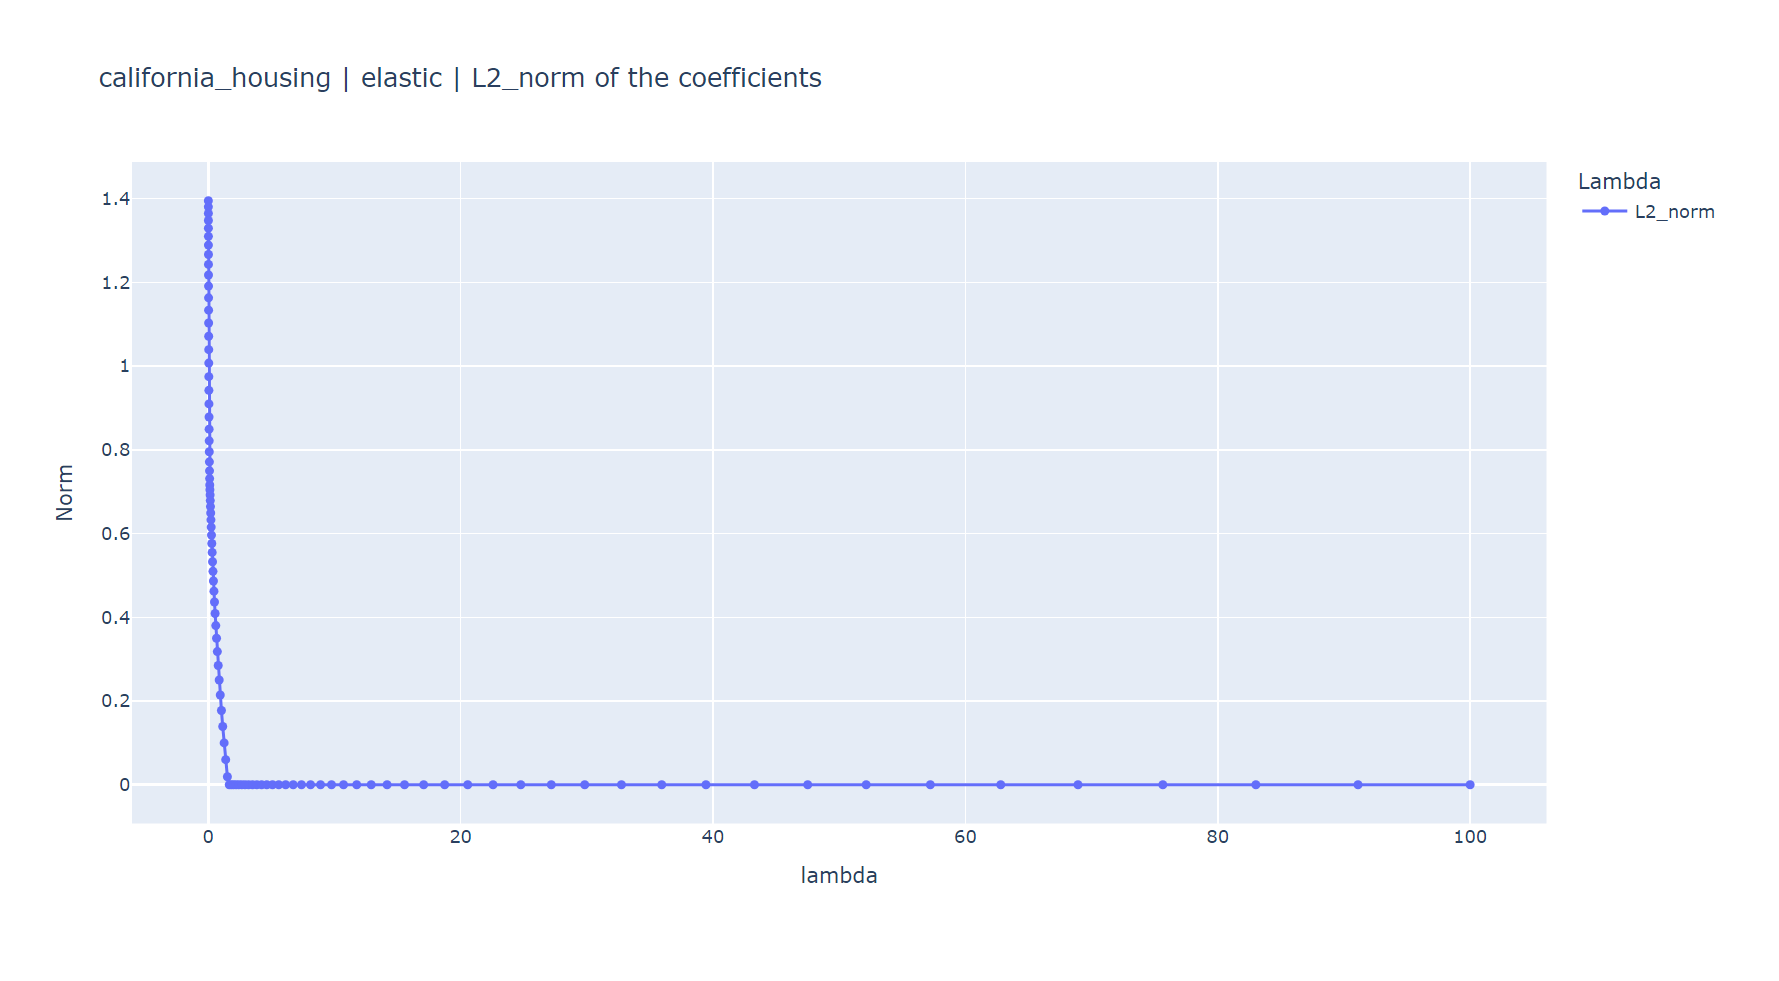 california_housing | elastic | L2_norm of the coefficients
Lambda
L2_norm
Norm
1.4
1.2
1
0.8
0.6
0.4
0.2
0
0 20 40 60 80 100
lambda